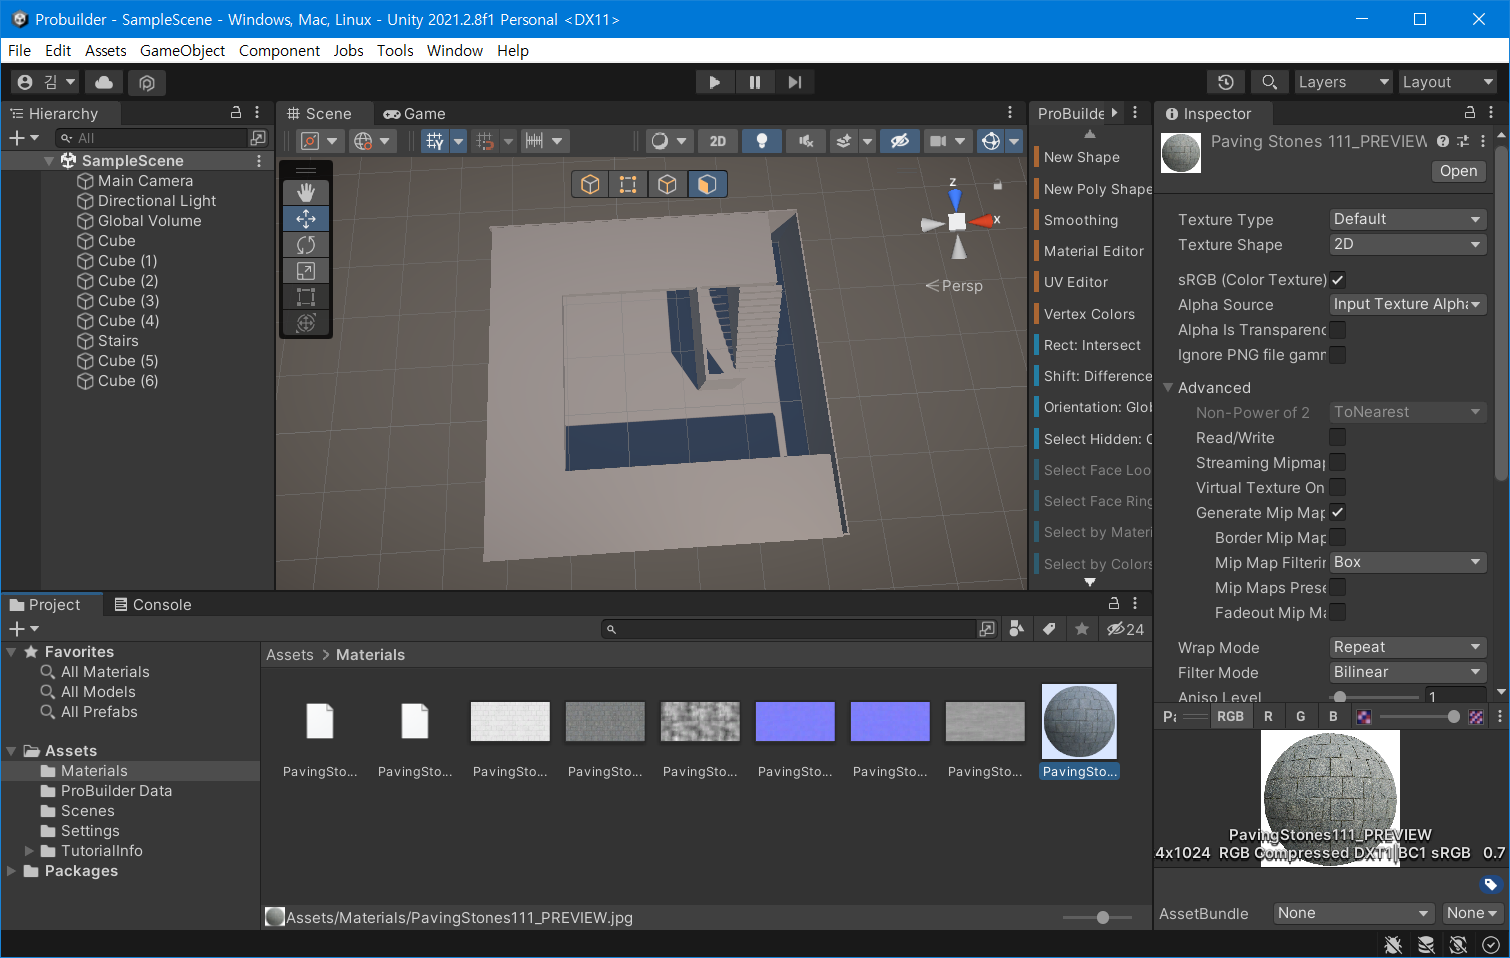 Probuilder - SampleScene - Windows, Mac, Linux - Unity 2021.2.8f1 Personal <DX11>
File Edit Assets GameObject Component Jobs Tools Window Help
김
Layers
Layout
Hierarchy
All
SampleScene
Main Camera
Directional Light
Global Volume
Cube
Cube (1)
Cube (2)
Cube (3)
Cube (4)
Stairs
Cube (5)
Cube (6)
Scene
Game
2D
Z
X
Persp
ProBuilde
New Shape
New Poly Shape
Smoothing
Material Editor
UV Editor
Vertex Colors
Rect: Intersect
Shift: Difference
Orientation: Glob
Select Hidden: O
Select Face Loo
Select Face Ring
Select by Materi
Select by Colors
Inspector
Paving Stones 111_PREVIEW
Open
Texture Type Default
Texture Shape 2D
sRGB (Color Texture)
Alpha Source Input Texture Alpha
Alpha Is Transparenc
Ignore PNG file gamm
Advanced
Non-Power of 2 ToNearest
Read/Write
Streaming Mipmap
Virtual Texture On
Generate Mip Map
Border Mip Map
Mip Map Filterin Box
Mip Maps Prese
Fadeout Mip Ma
Wrap Mode Repeat
Filter Mode Bilinear
Aniso Level 1
RGB R G B
PavingStones111_PREVIEW
4x1024 RGB Compressed DXT1|BC1 sRGB 0.7
AssetBundle None None
Project
Console
24
Favorites
All Materials
All Models
All Prefabs
Assets
Materials
ProBuilder Data
Scenes
Settings
TutorialInfo
Packages
Assets > Materials
PavingSto...
PavingSto...
PavingSto...
PavingSto...
PavingSto...
PavingSto...
PavingSto...
PavingSto...
PavingSto...
Assets/Materials/PavingStones111_PREVIEW.jpg